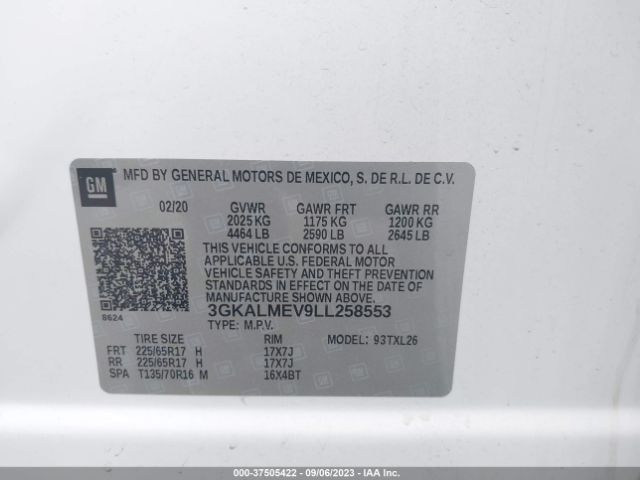 GM
MFD BY GENERAL MOTORS DE MEXICO, S. DE R.L. DE C.V.
02/20 GVWR GAWR FRT GAWR RR
2025 KG 1175 KG 1200 KG
4464 LB 2590 LB 2645 LB
THIS VEHICLE CONFORMS TO ALL
APPLICABLE U.S. FEDERAL MOTOR
VEHICLE SAFETY AND THEFT PREVENTION
STANDARDS IN EFFECT ON THE DATE OF
MANUFACTURE SHOWN ABOVE.
8624 3GKALMEV9LL258553
TYPE: M.P.V.
TIRE SIZE RIM MODEL: 93TXL26
FRT 225/65R17 H 17X7J
RR 225/65R17 H 17X7J
SPA T135/70R16 M 16X4BT
000-37505422 - 09/06/2023 - IAAI.com